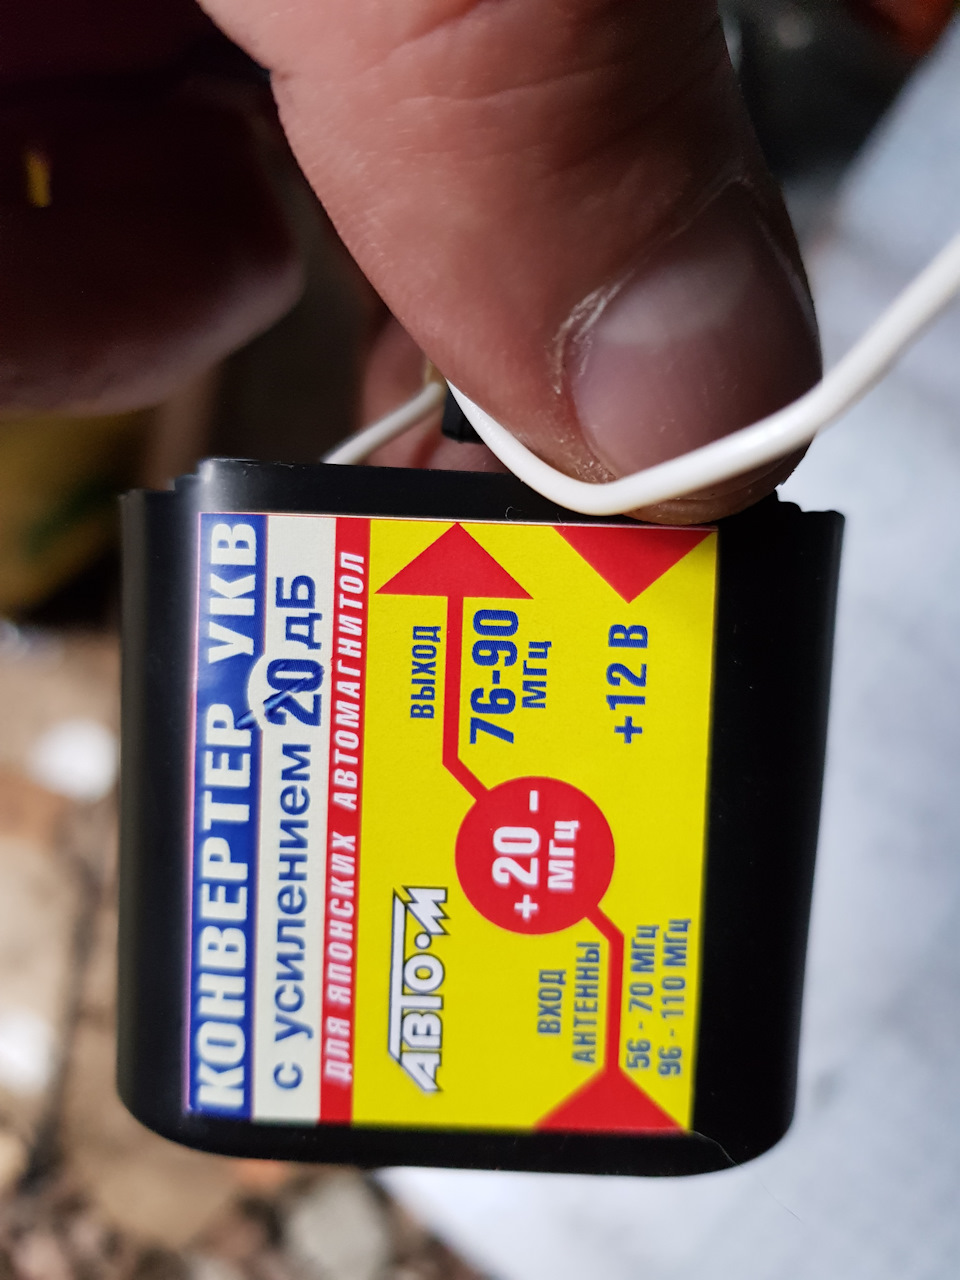 КОНВЕРТЕР УКВ
с усилением 20 дБ
ДЛЯ ЯПОНСКИХ АВТОМАГНИТОЛ
АВТО·М
ВЫХОД
76-90
МГц
+20 -
МГц
ВХОД
АНТЕННЫ
56 - 70 МГц
96 - 110 МГц
+12 В